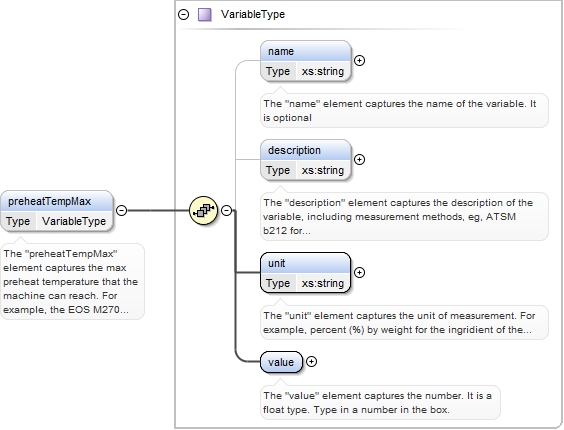 VariableType
name
Type xs:string
The "name" element captures the name of the variable. It
is optional
description
Type xs:string
The "description" element captures the description of the
variable, including measurement methods, eg, ATSM
b212 for...
preheatTempMax
Type VariableType
The "preheatTempMax"
element captures the max
preheat temperature that the
machine can reach. For
example, the EOS M270...
unit
Type xs:string
The "unit" element captures the unit of measurement. For
example, percent (%) by weight for the ingridient of the...
value
The "value" element captures the number. It is a
float type. Type in a number in the box.